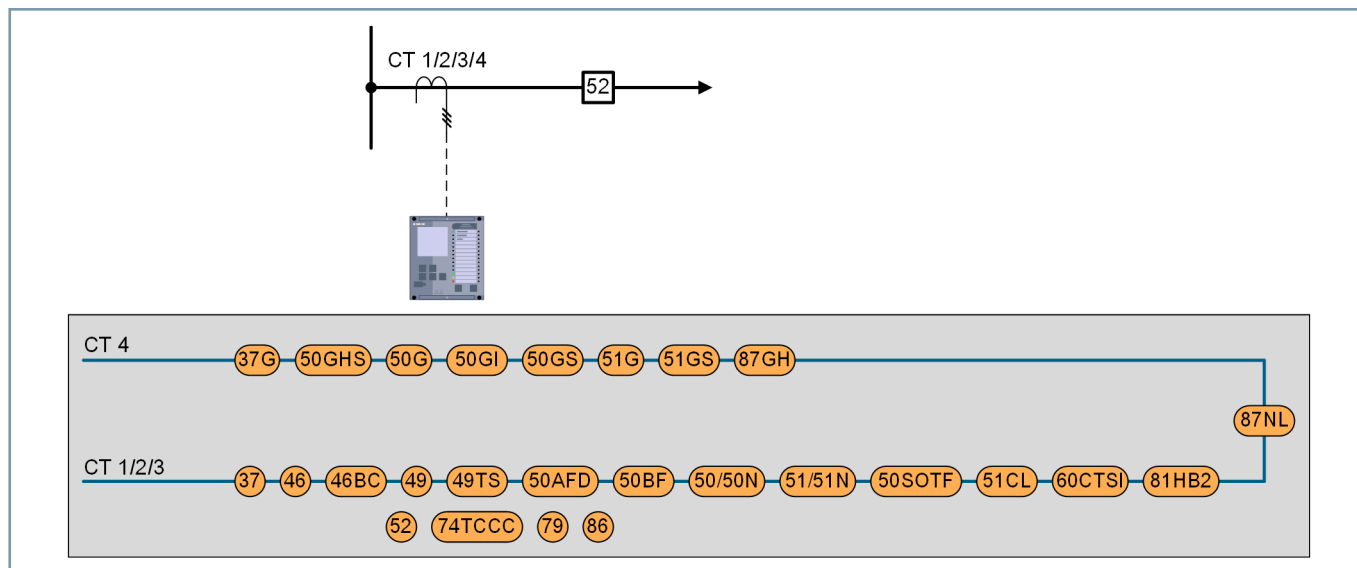 CT 1/2/3/4
52
CT 4
37G 50GHS 50G 50GI 50GS 51G 51GS 87GH
87NL
CT 1/2/3
37 46 46BC 49 49TS 50AFD 50BF 50/50N 51/51N 50SOTF 51CL 60CTSI 81HB2
52 74TCCC 79 86